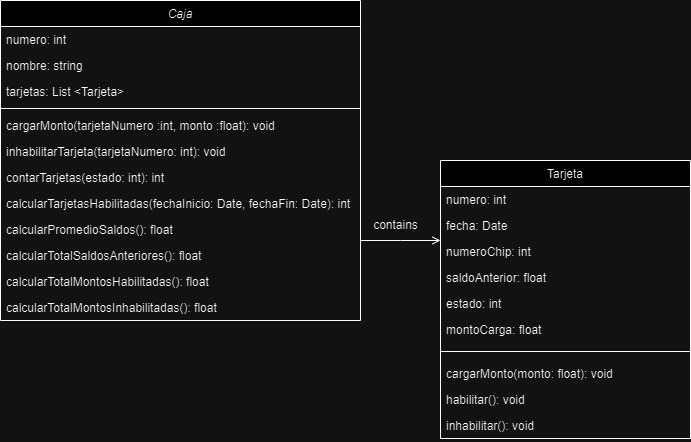 Caja
numero: int
nombre: string
tarjetas: List <Tarjeta>
cargarMonto(tarjetaNumero :int, monto :float): void
inhabilitarTarjeta(tarjetaNumero: int): void
contarTarjetas(estado: int): int
calcularTarjetasHabilitadas(fechaInicio: Date, fechaFin: Date): int
calcularPromedioSaldos(): float
calcularTotalSaldosAnteriores(): float
calcularTotalMontosHabilitadas(): float
calcularTotalMontosInhabilitadas(): float
contains
Tarjeta
numero: int
fecha: Date
numeroChip: int
saldoAnterior: float
estado: int
montoCarga: float
cargarMonto(monto: float): void
habilitar(): void
inhabilitar(): void